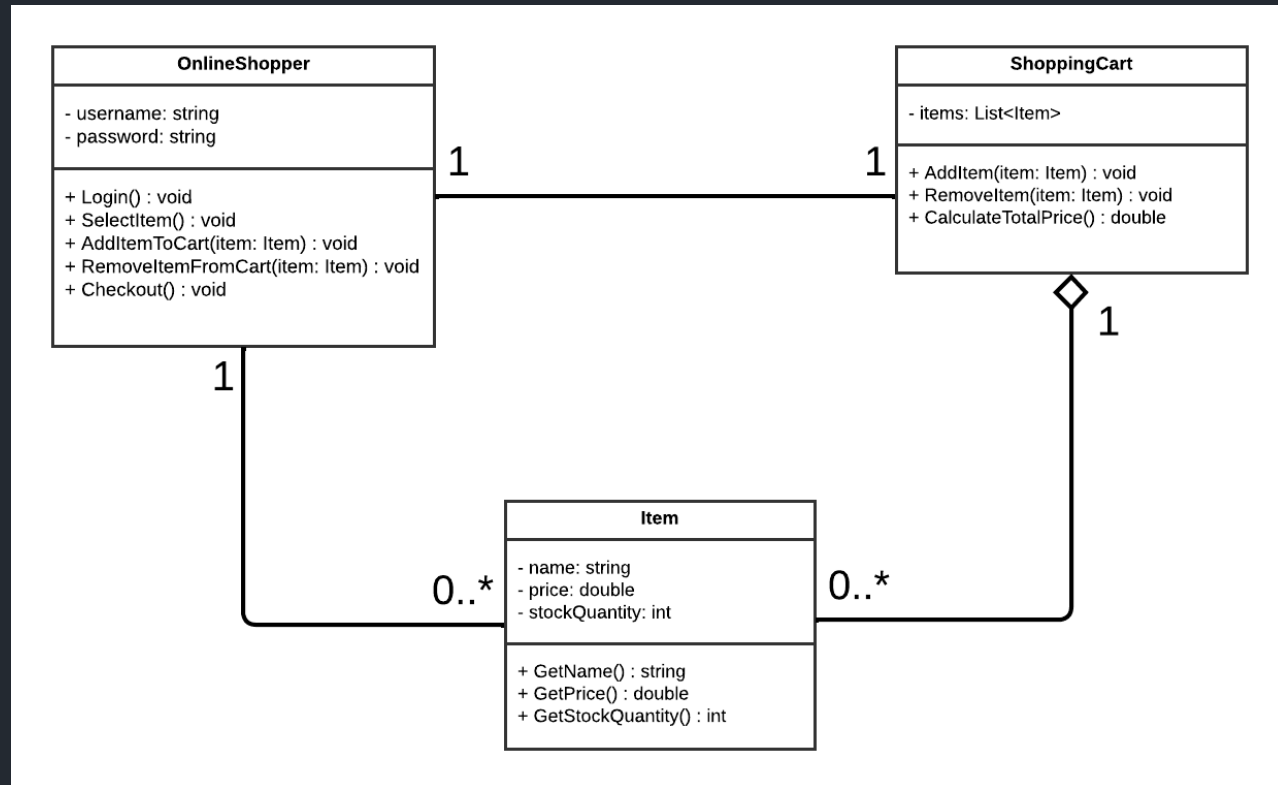 OnlineShopper
- username: string
- password: string
+ Login() : void
+ SelectItem() : void
+ AddItemToCart(item: Item) : void
+ RemoveItemFromCart(item: Item) : void
+ Checkout() : void
1
1
ShoppingCart
- items: List<Item>
+ AddItem(item: Item) : void
+ RemoveItem(item: Item) : void
+ CalculateTotalPrice() : double
1
1
0..*
Item
- name: string
- price: double
- stockQuantity: int
+ GetName() : string
+ GetPrice() : double
+ GetStockQuantity() : int
0..*